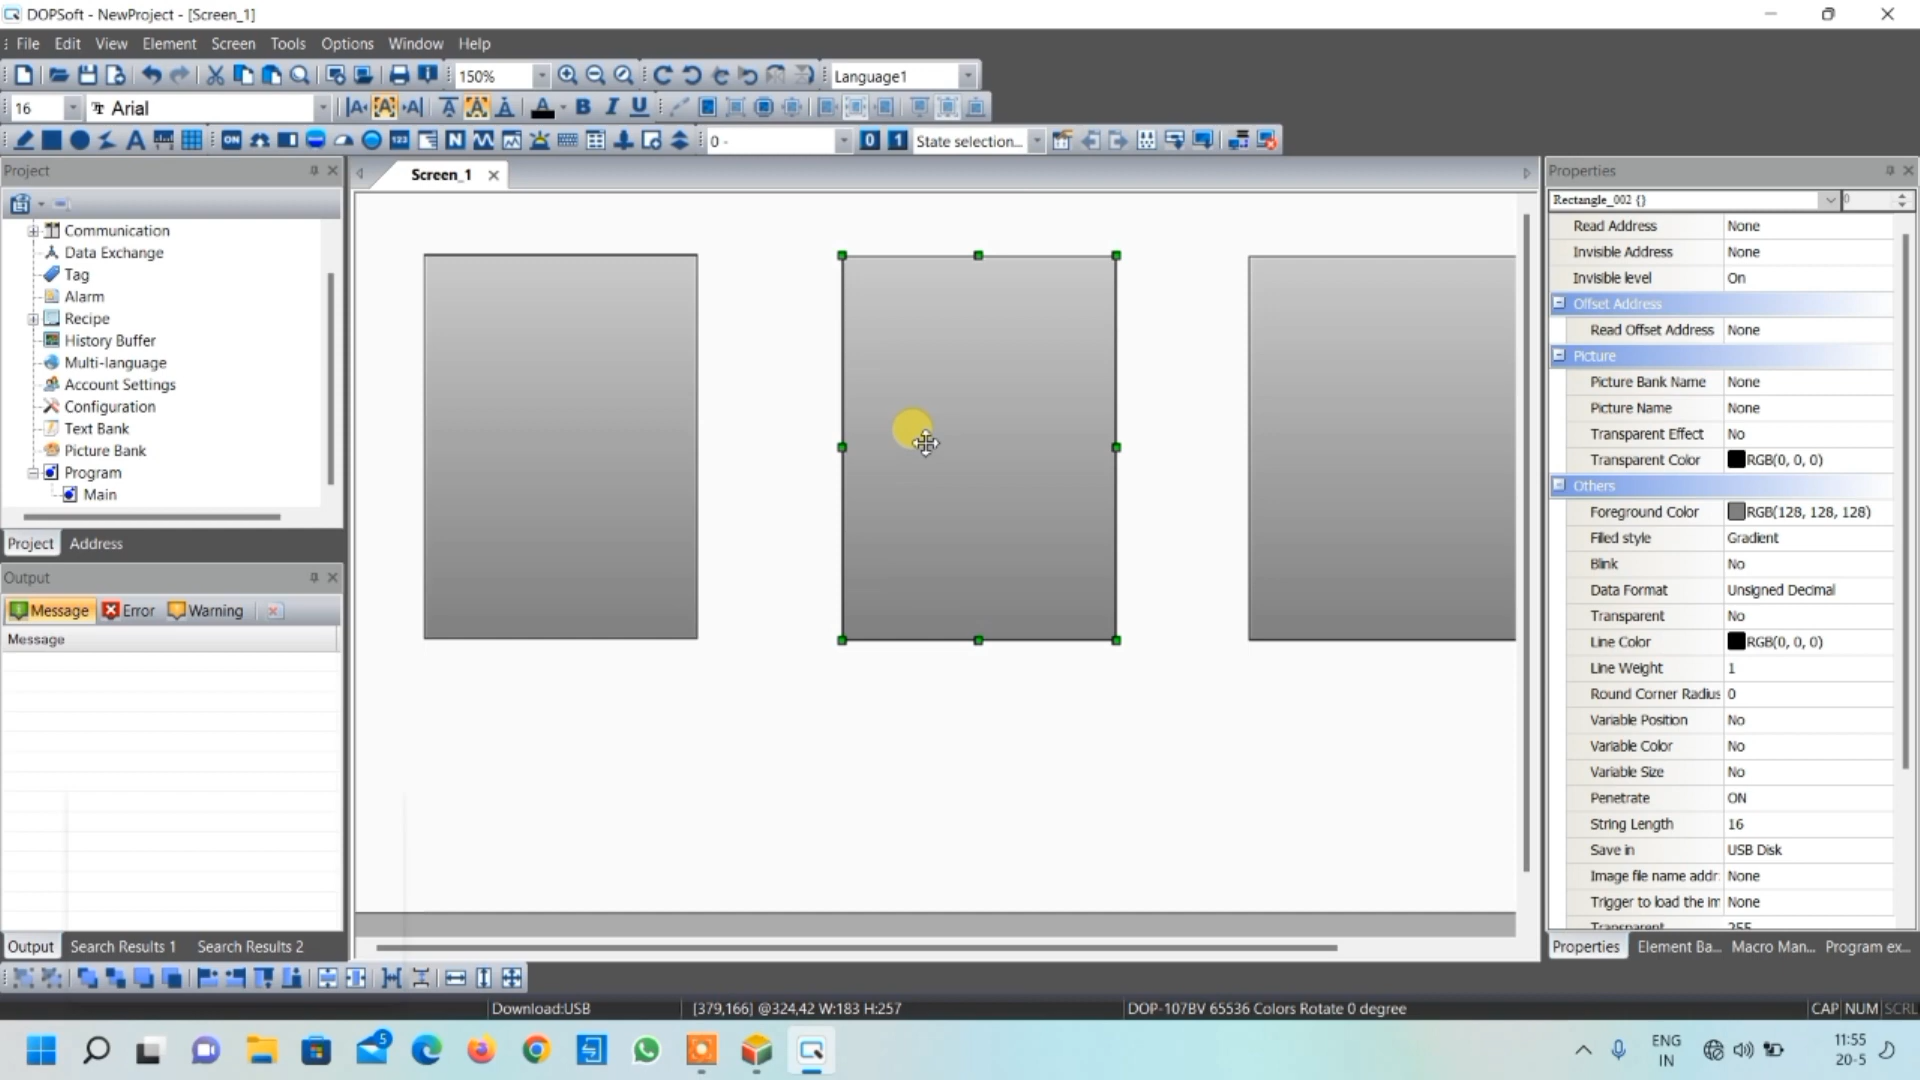 DOPSoft - NewProject - [Screen_1]
File Edit View Element Screen Tools Options Window Help
150% Language1
16 Arial
0 - State selection...
Project
Communication
Data Exchange
Tag
Alarm
Recipe
History Buffer
Multi-language
Account Settings
Configuration
Text Bank
Picture Bank
Program
Main
Project Address
Output
Message Error Warning
Message
Output Search Results 1 Search Results 2
Screen_1
Properties
Rectangle_002 {} 0
Read Address None
Invisible Address None
Invisible level On
Offset Address
Read Offset Address None
Picture
Picture Bank Name None
Picture Name None
Transparent Effect No
Transparent Color RGB(0, 0, 0)
Others
Foreground Color RGB(128, 128, 128)
Filled style Gradient
Blink No
Data Format Unsigned Decimal
Transparent No
Line Color RGB(0, 0, 0)
Line Weight 1
Round Corner Radius 0
Variable Position No
Variable Color No
Variable Size No
Penetrate ON
String Length 16
Save in USB Disk
Image file name addr: None
Trigger to load the im None
Transparent 255
Properties Element Ba... Macro Man... Program ex...
Download:USB [379,166] @324,42 W:183 H:257 DOP-107BV 65536 Colors Rotate 0 degree CAP NUM SCRL
5
ENG
IN
11:55
20-5